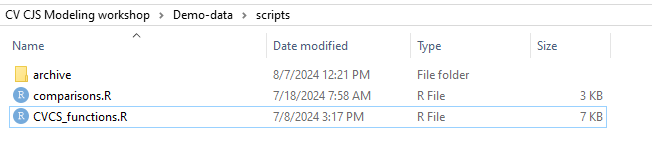 CV CJS Modeling workshop > Demo-data > scripts
Name Date modified Type Size
archive 8/7/2024 12:21 PM File folder
R comparisons.R 7/18/2024 7:58 AM R File 3 KB
R CVCS_functions.R 7/8/2024 3:17 PM R File 7 KB